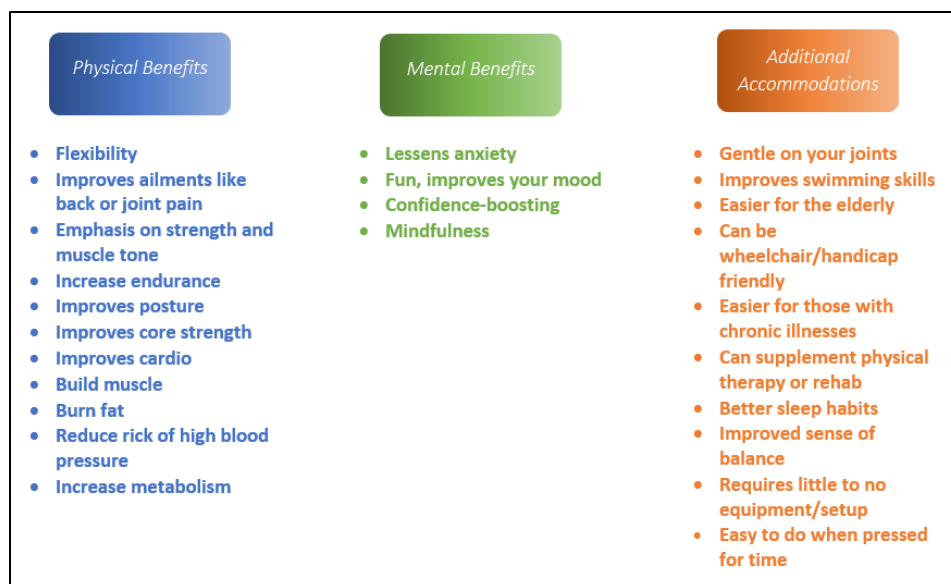 Physical Benefits
• Flexibility
• Improves ailments like
back or joint pain
• Emphasis on strength and
muscle tone
• Increase endurance
• Improves posture
• Improves core strength
• Improves cardio
• Build muscle
• Burn fat
• Reduce rick of high blood
pressure
• Increase metabolism
Mental Benefits
• Lessens anxiety
• Fun, improves your mood
• Confidence-boosting
• Mindfulness
Additional
Accommodations
• Gentle on your joints
• Improves swimming skills
• Easier for the elderly
• Can be
wheelchair/handicap
friendly
• Easier for those with
chronic illnesses
• Can supplement physical
therapy or rehab
• Better sleep habits
• Improved sense of
balance
• Requires little to no
equipment/setup
• Easy to do when pressed
for time